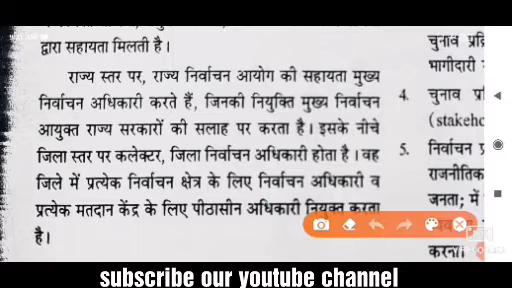 द्वारा सहायता मिलती है।
राज्य स्तर पर, राज्य निर्वाचन आयोग की सहायता मुख्य
निर्वाचन अधिकारी करते हैं, जिनकी नियुक्ति मुख्य निर्वाचन
आयुक्त राज्य सरकारों की सलाह पर करता है। इसके नीचे
जिला स्तर पर कलेक्टर, जिला निर्वाचन अधिकारी होता है। वह
जिले में प्रत्येक निर्वाचन क्षेत्र के लिए निर्वाचन अधिकारी व
प्रत्येक मतदान केंद्र के लिए पीठासीन अधिकारी नियुक्त करता
है।
चुनाव
भागीदारी
4. चुनाव
(stakeho
5. निर्वाचन
राजनीतिक
जनता; में
करना।
subscribe our youtube channel